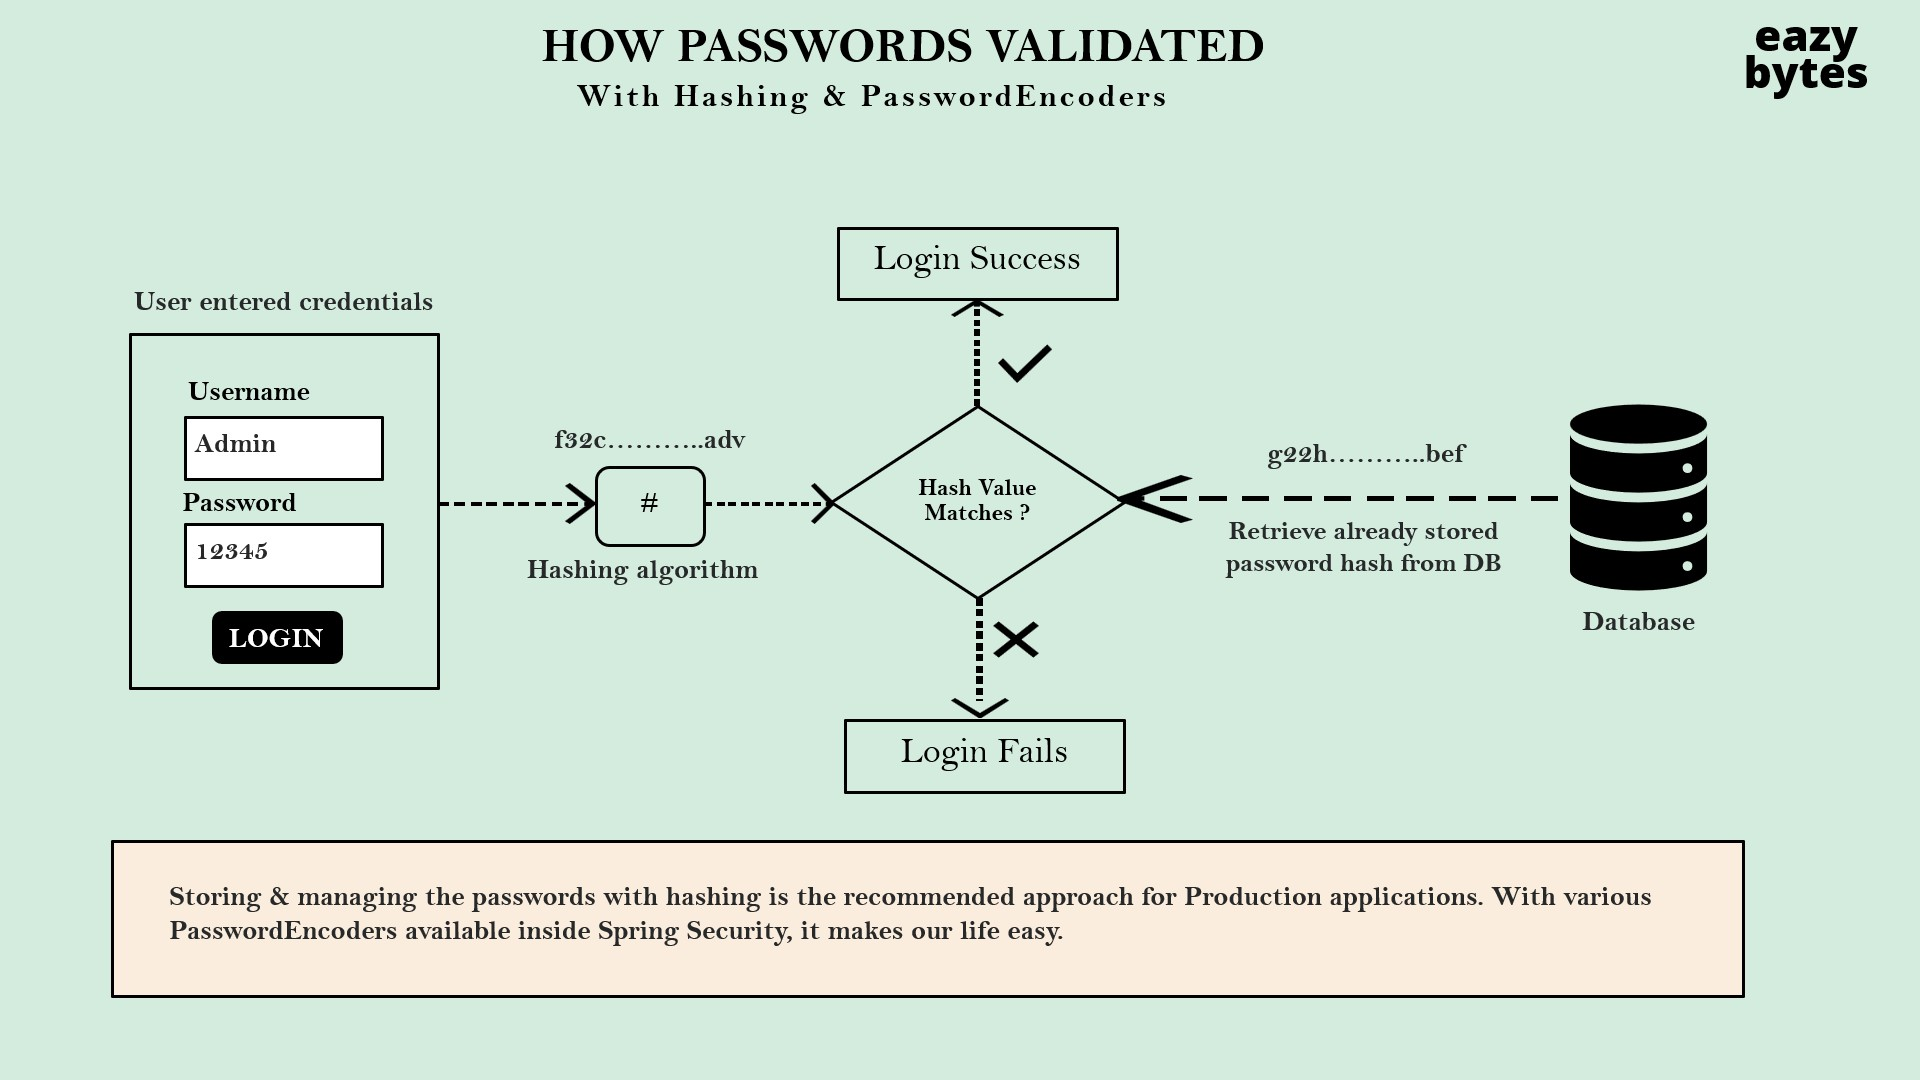 HOW PASSWORDS VALIDATED
With Hashing & PasswordEncoders
eazy
bytes
Login Success
User entered credentials
Username
Admin
Password
12345
LOGIN
f32c………..adv
#
Hashing algorithm
Hash Value
Matches ?
g22h………..bef
Retrieve already stored
password hash from DB
Database
Login Fails
Storing & managing the passwords with hashing is the recommended approach for Production applications. With various
PasswordEncoders available inside Spring Security, it makes our life easy.